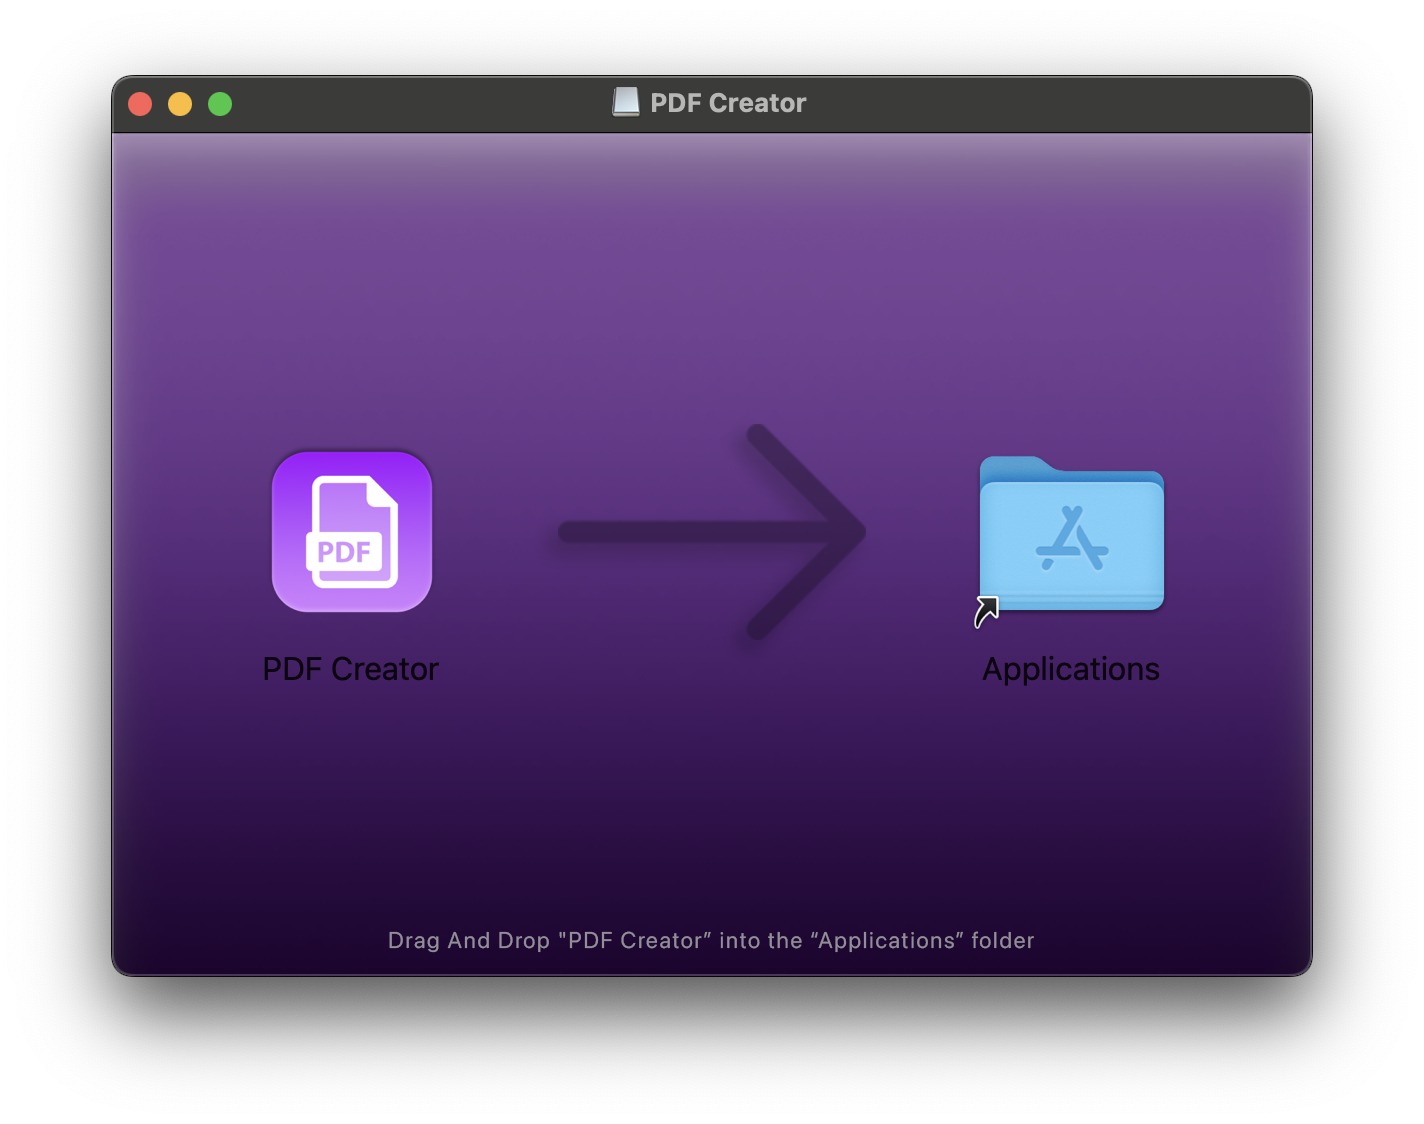 PDF Creator
PDF
PDF Creator
Applications
Drag And Drop "PDF Creator” into the “Applications” folder